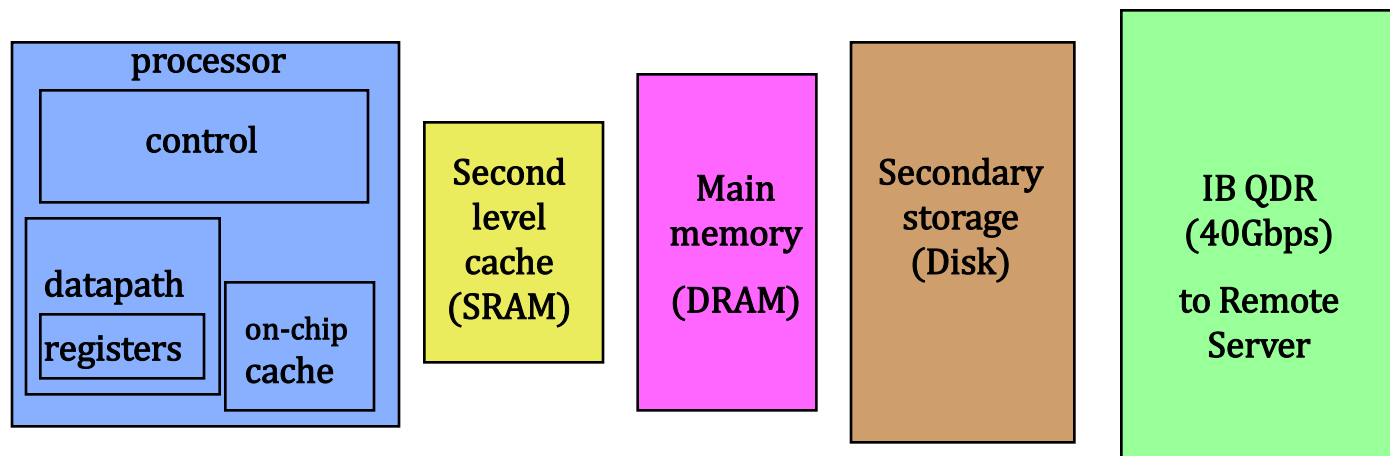 processor
control
datapath
registers
on-chip
cache
Second
level
cache
(SRAM)
Main
memory
(DRAM)
Secondary
storage
(Disk)
IB QDR
(40Gbps)
to Remote
Server